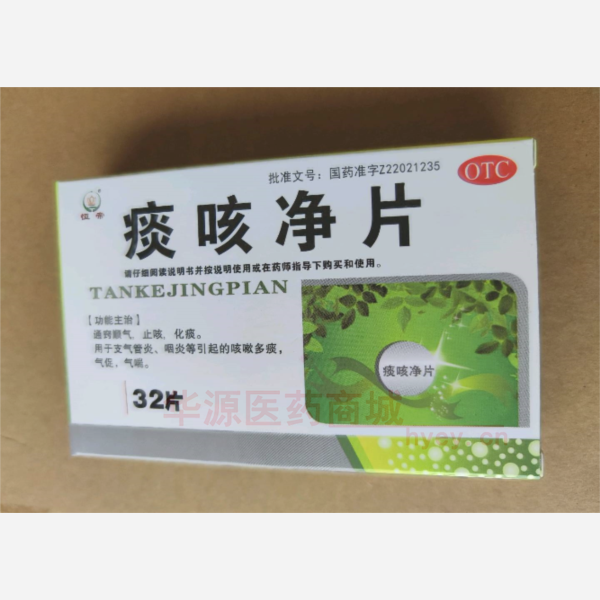 批准文号：国药准字Z22021235
OTC
恒帝
痰咳净片
请仔细阅读说明书并按说明使用或在药师指导下购买和使用。
TANKEJINGPIAN
【功能主治】
通窍顺气，止咳，化痰。
用于支气管炎、咽炎等引起的咳嗽多痰，
气促，气喘。
痰咳净片
32片
华源医药商城
hyey.cn